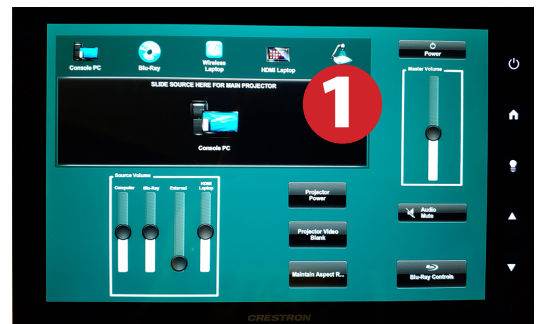 Console PC
Blu-Ray
Wireless
Laptop
HDMI Laptop
Power
Master Volume
SLIDE SOURCE HERE FOR MAIN PROJECTOR
1
Console PC
Source Volume
Computer
Blu-Ray
External
HDMI
Laptop
Projector
Power
Projector Video
Blank
Maintain Aspect R...
Audio
Mute
Blu-Ray Controls
CRESTRON